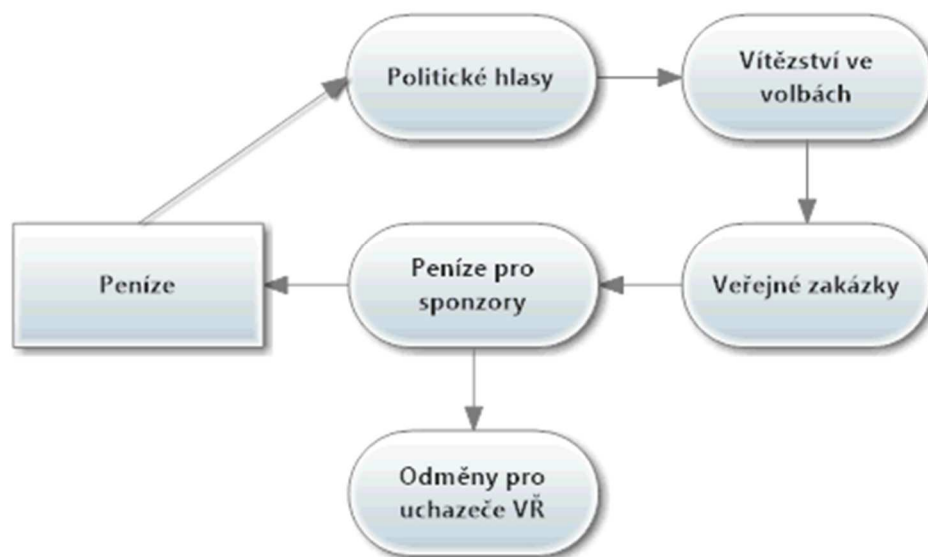 Politické hlasy
Vítězství ve
volbách
Peníze
Peníze pro
sponzory
Veřejné zakázky
Odměny pro
uchazeče VŘ